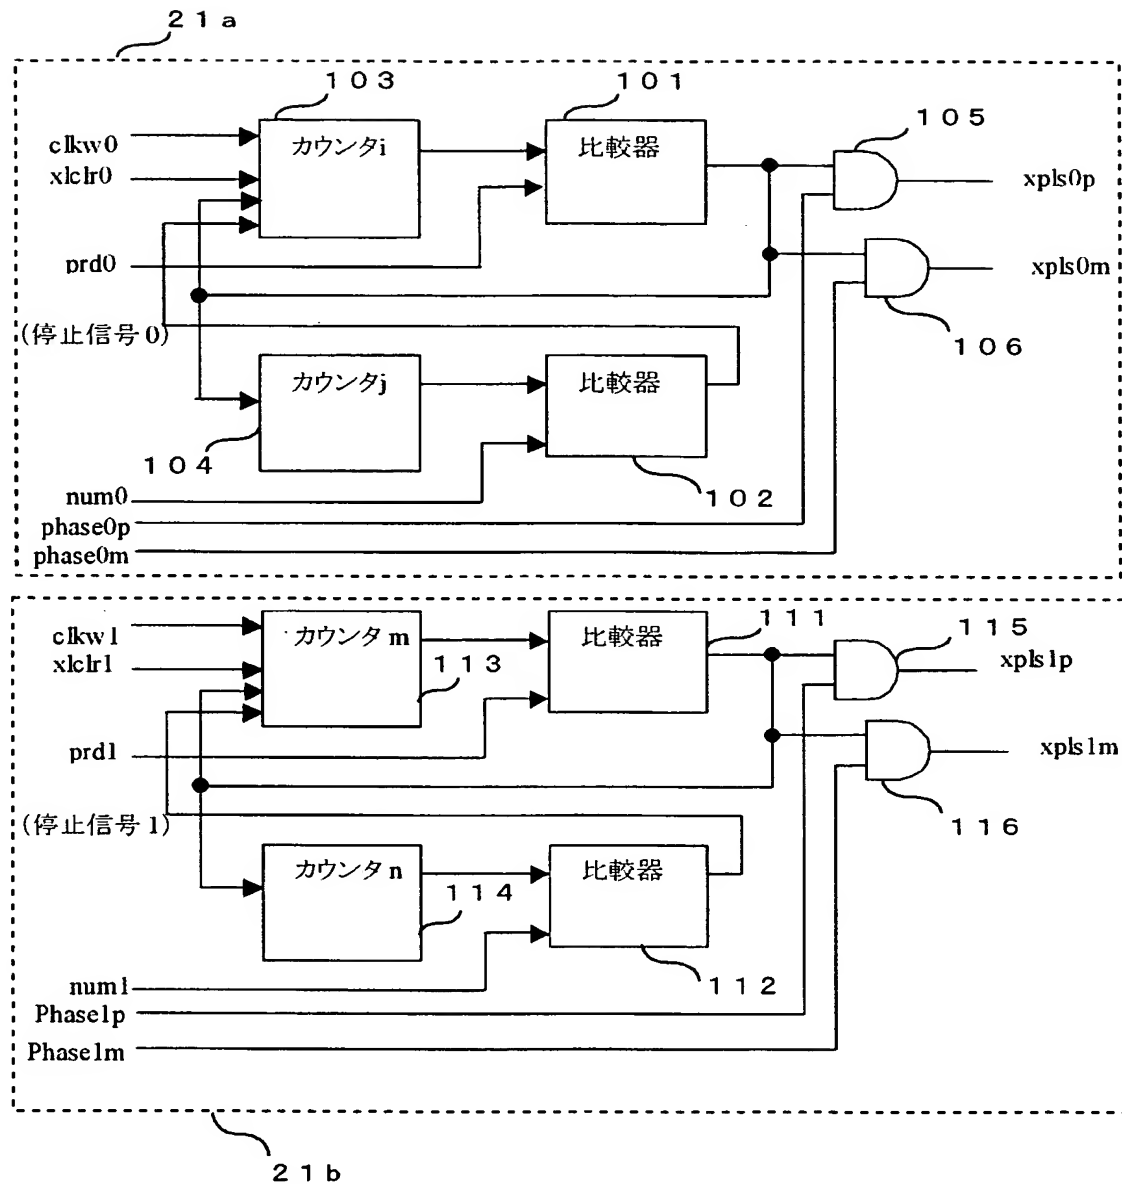 21a
103
101
105
clkw0
カウンタi
比較器
xlclr0
xpls0p
prd0
xpls0m
(停止信号0)
106
カウンタj
比較器
104
num0
102
phase0p
phase0m
clkw1
カウンタm
比較器
111
115
xlclr1
113
xpls1p
prd1
xpls1m
(停止信号1)
116
カウンタn
比較器
114
num1
112
Phase1p
Phase1m
21b